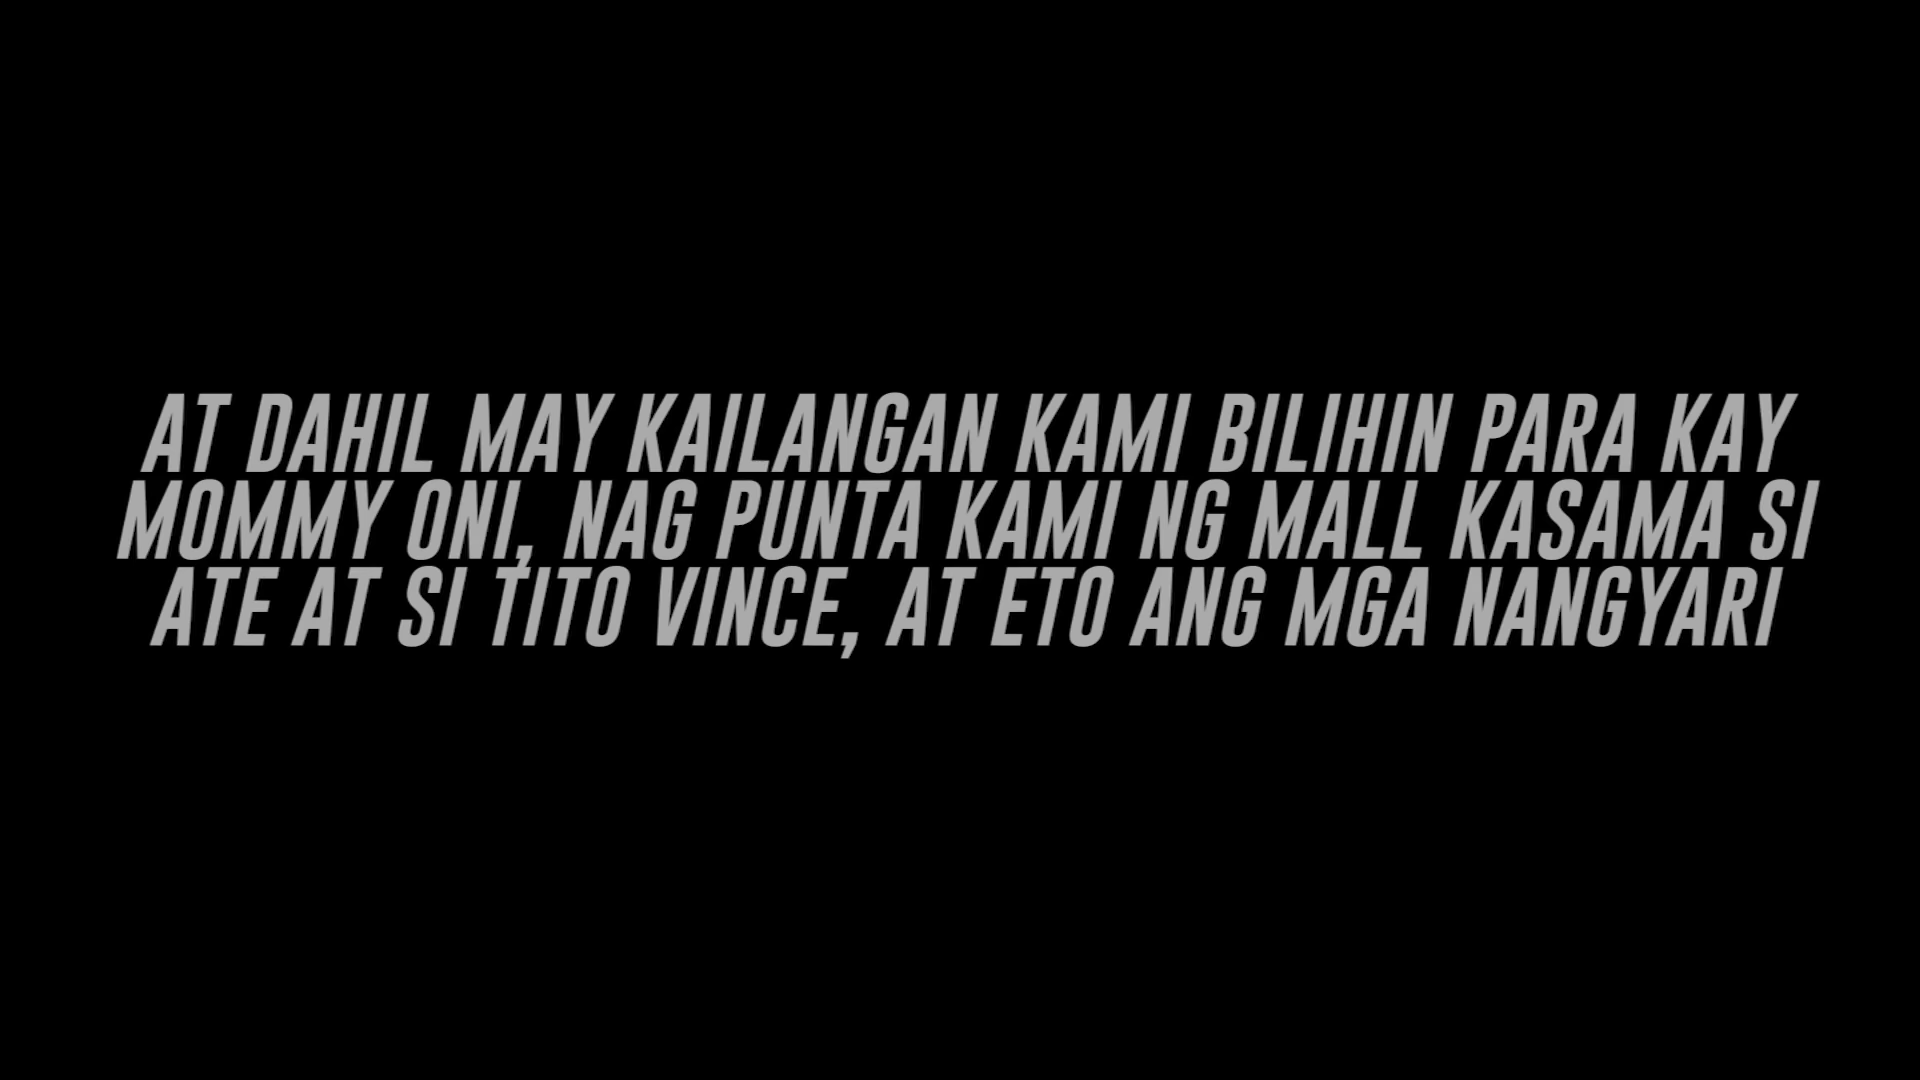 AT DAHIL MAY KAILANGAN KAMI BILIHIN PARA KAY
MOMMY ONI, NAG PUNTA KAMI NG MALL KASAMA SI
ATE AT SI TITO VINCE, AT ETO ANG MGA NANGYARI